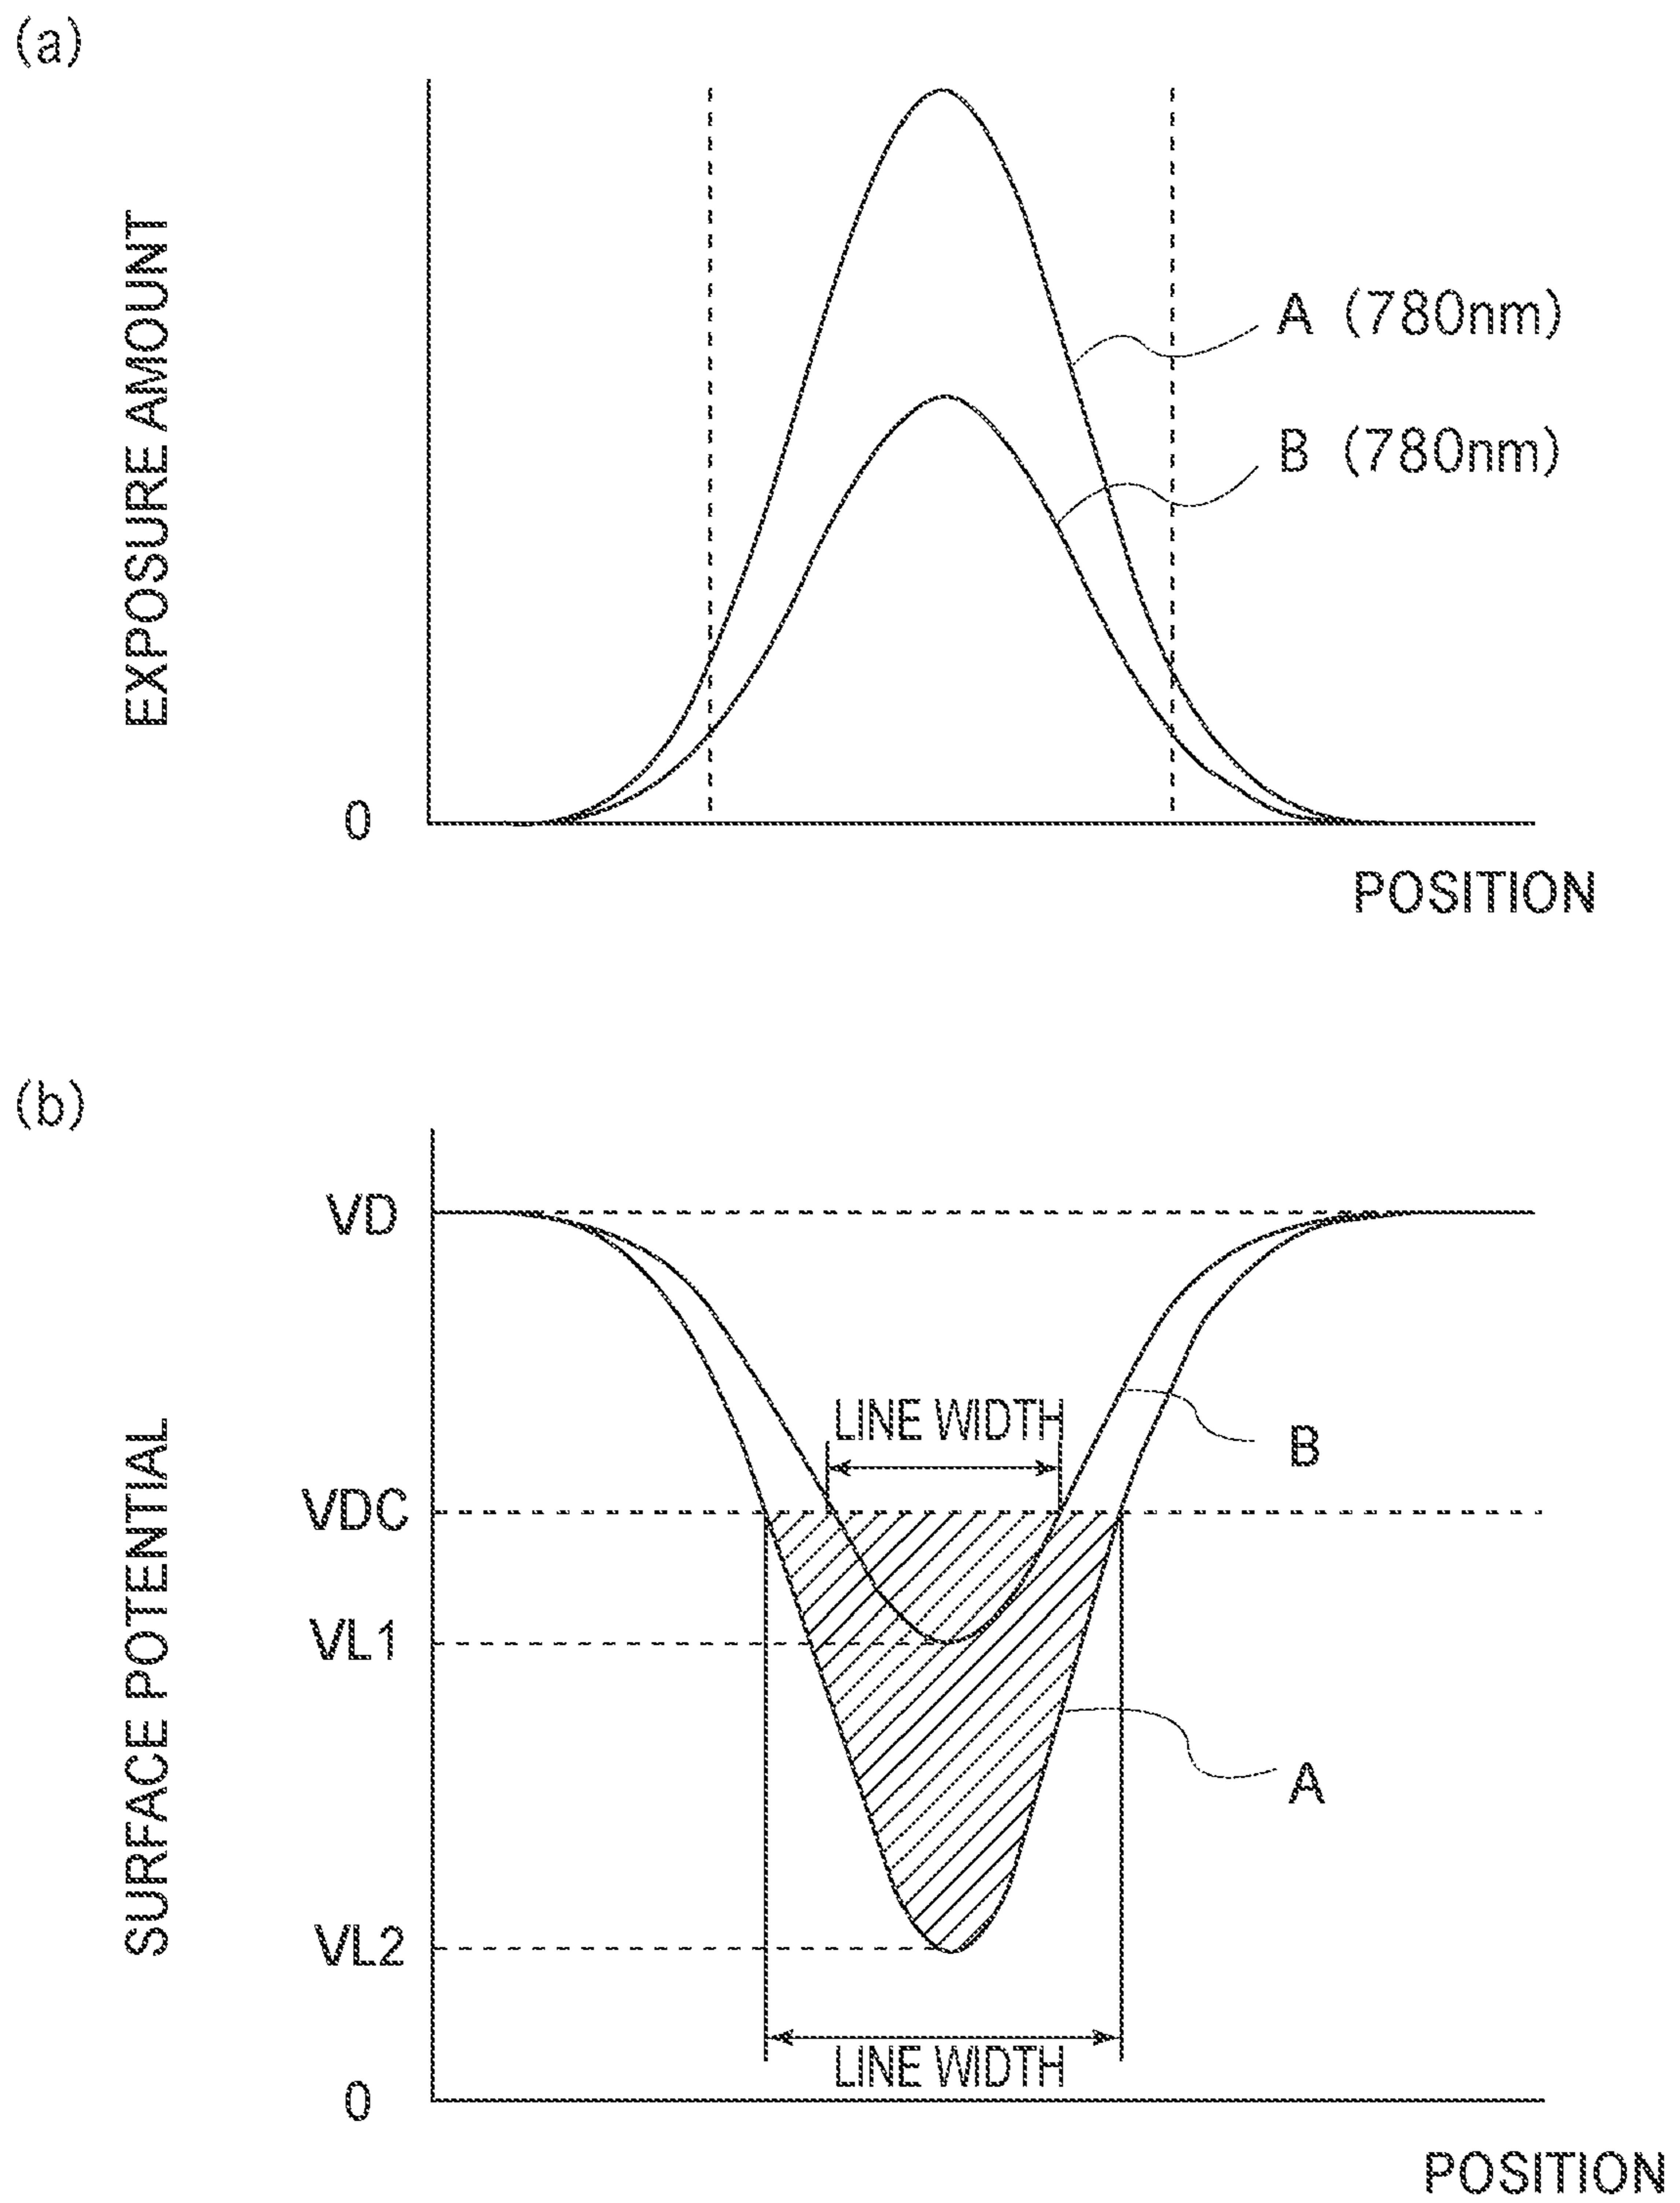 (a)
EXPOSURE AMOUNT
A (780nm)
B (780nm)
0
POSITION
(b)
SURFACE POTENTIAL
VD
LINE WIDTH
B
VDC
VL1
A
VL2
LINE WIDTH
0
POSITION